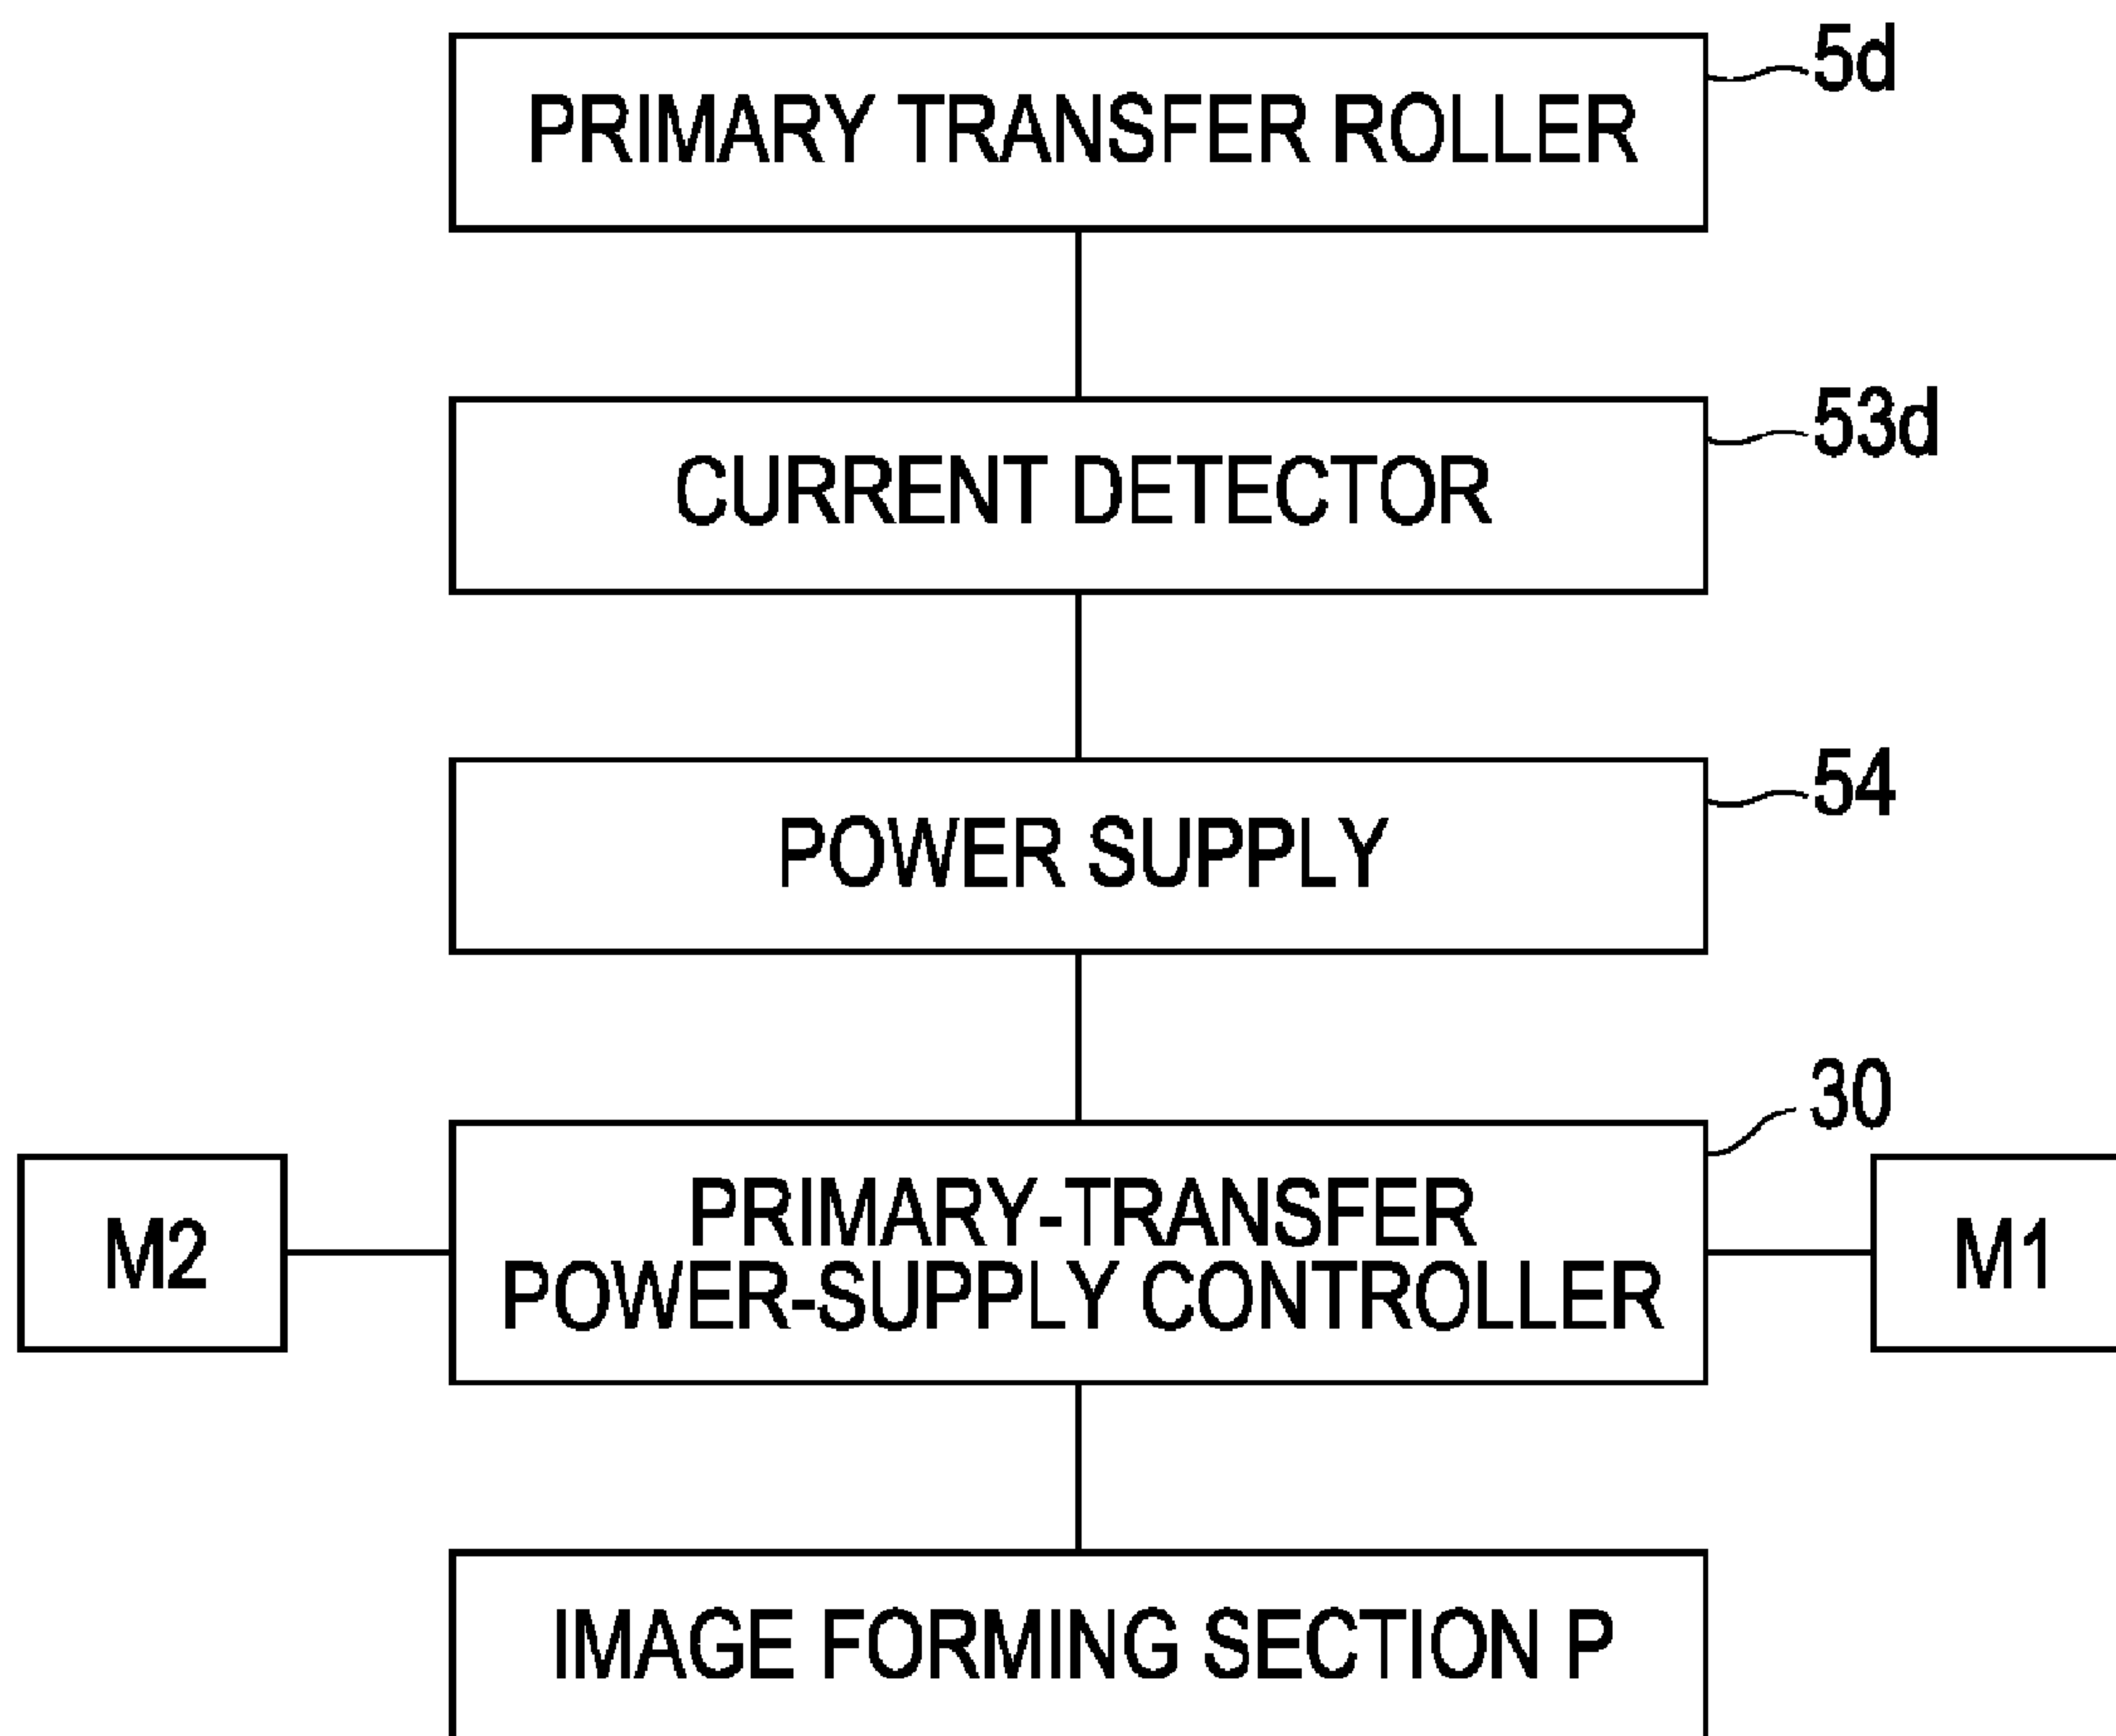 5d
PRIMARY TRANSFER ROLLER
53d
CURRENT DETECTOR
54
POWER SUPPLY
30
M2
PRIMARY-TRANSFER
POWER-SUPPLY CONTROLLER
M1
IMAGE FORMING SECTION P